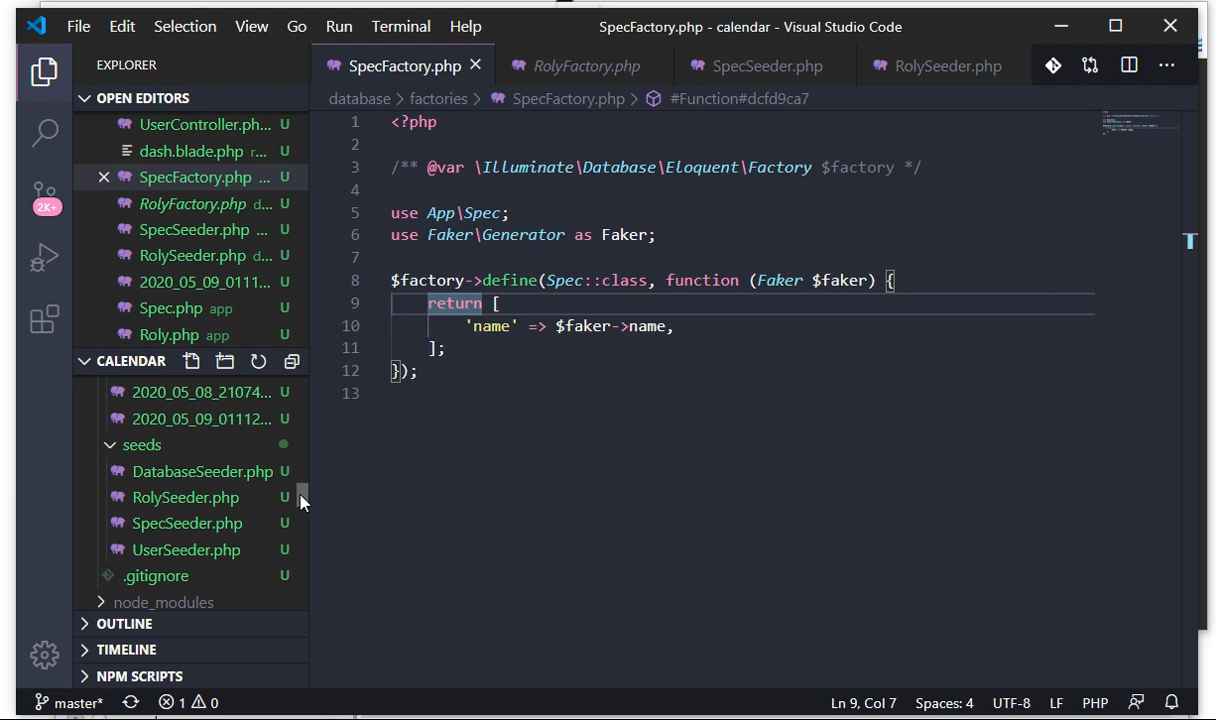 File Edit Selection View Go Run Terminal Help SpecFactory.php - calendar - Visual Studio Code
EXPLORER
SpecFactory.php RolyFactory.php SpecSeeder.php RolySeeder.php
OPEN EDITORS
database > factories > SpecFactory.php > #Function#dcfd9ca7
UserController.ph... U
dash.blade.php r... U
SpecFactory.php ... U
RolyFactory.php d... U
SpecSeeder.php ... U
RolySeeder.php d... U
2020_05_09_0111... U
Spec.php app U
Roly.php app U
2K+
CALENDAR
2020_05_08_21074... U
2020_05_09_01112... U
seeds
DatabaseSeeder.php U
RolySeeder.php U
SpecSeeder.php U
UserSeeder.php U
.gitignore U
node_modules
OUTLINE
TIMELINE
NPM SCRIPTS
1 <?php
2
3 /** @var \Illuminate\Database\Eloquent\Factory $factory */
4
5 use App\Spec;
6 use Faker\Generator as Faker;
7
8 $factory->define(Spec::class, function (Faker $faker) {
9 return [
10 'name' => $faker->name,
11 ];
12 });
13
master* 1 0 Ln 9, Col 7 Spaces: 4 UTF-8 LF PHP